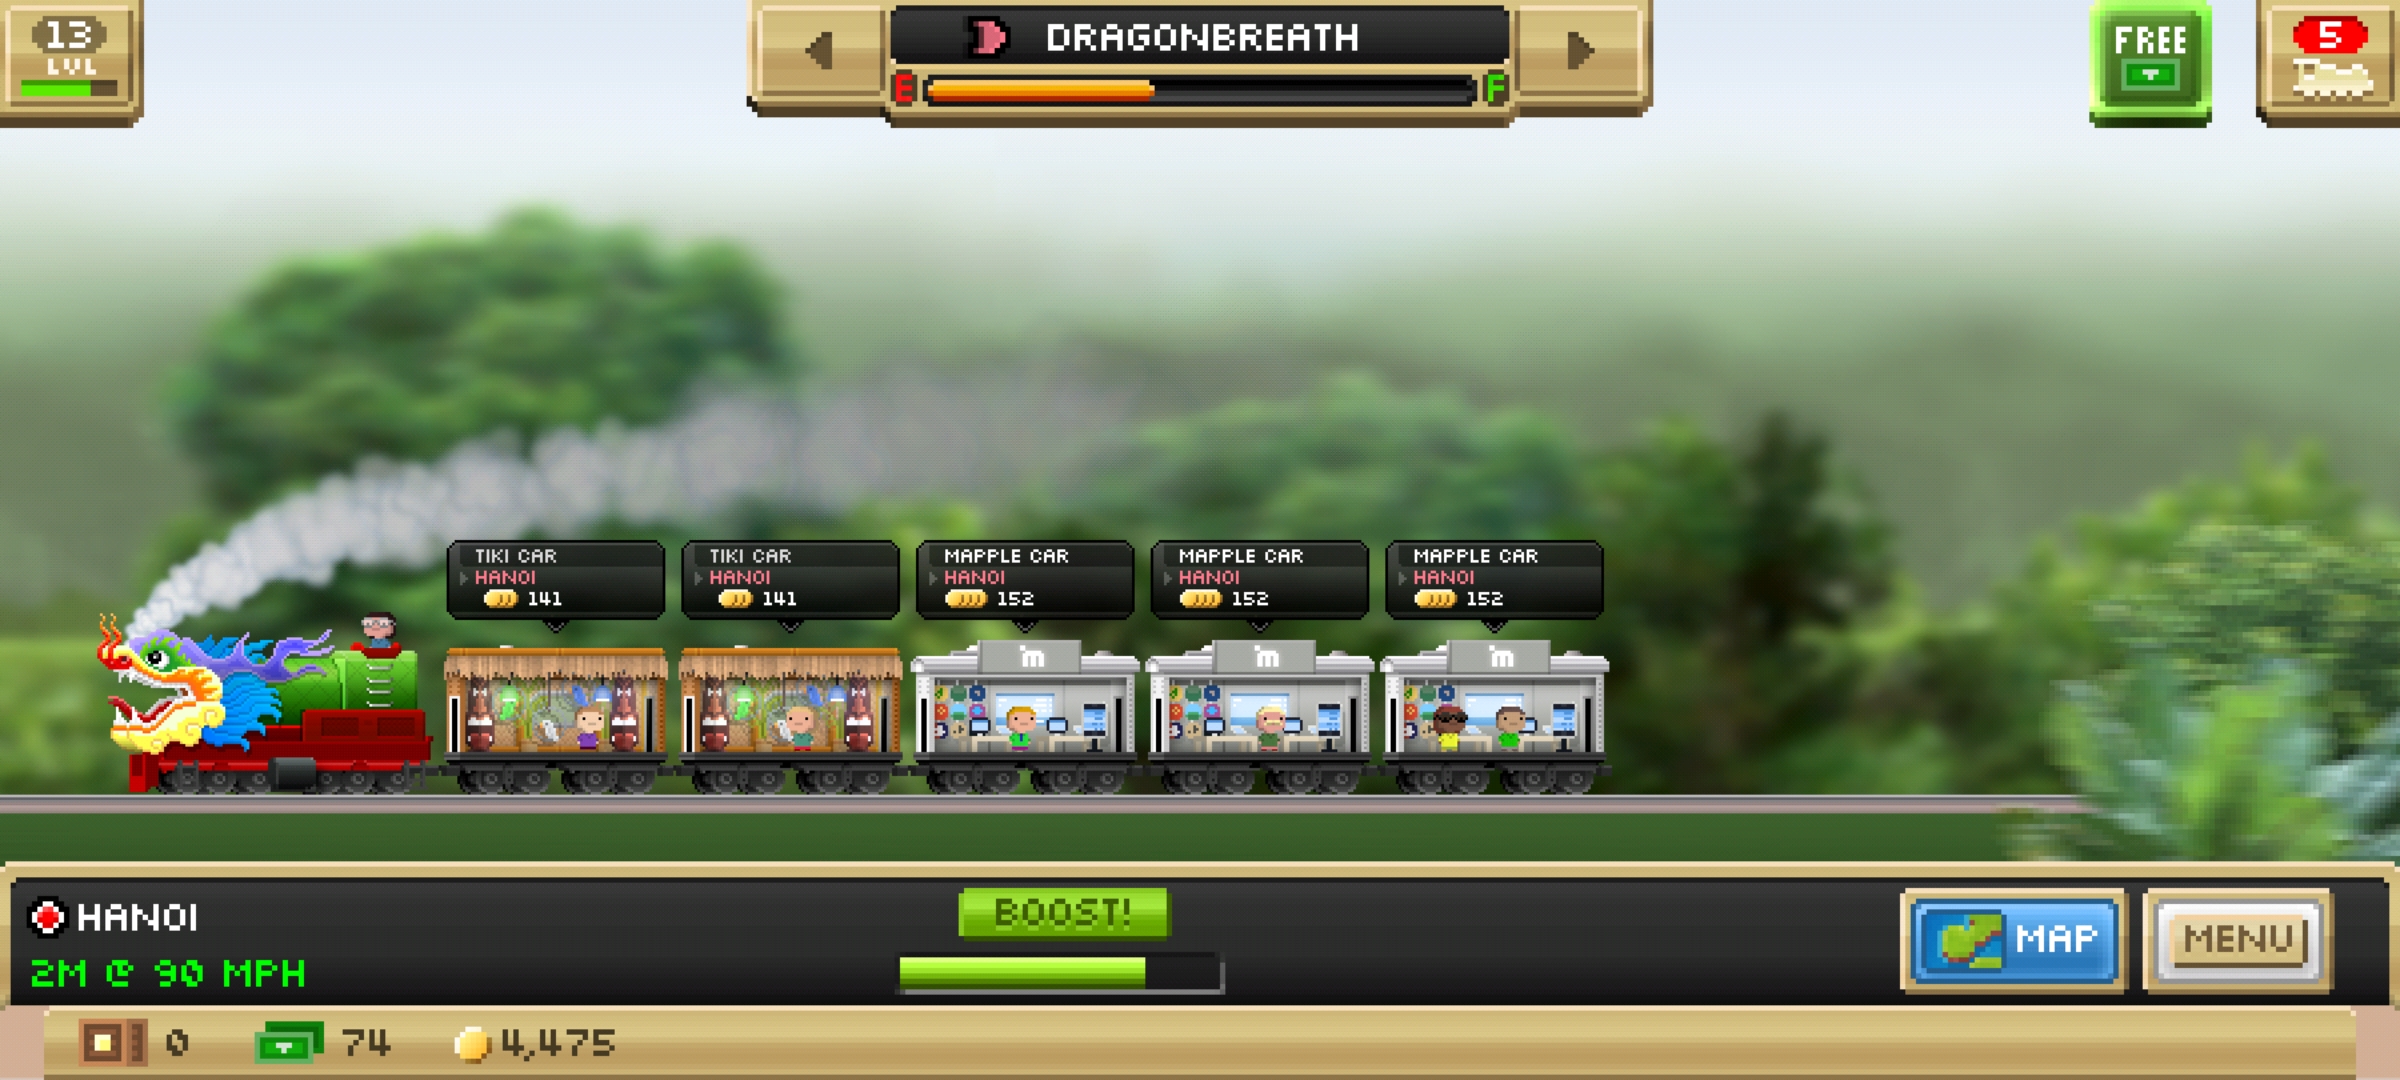 13
LVL
DRAGONBREATH
E F
FREE
5
TIKI CAR
HANOI
141
TIKI CAR
HANOI
141
MAPPLE CAR
HANOI
152
MAPPLE CAR
HANOI
152
MAPPLE CAR
HANOI
152
m m m
HANOI
2M @ 90 MPH
BOOST!
MAP
MENU
0 74 4,475